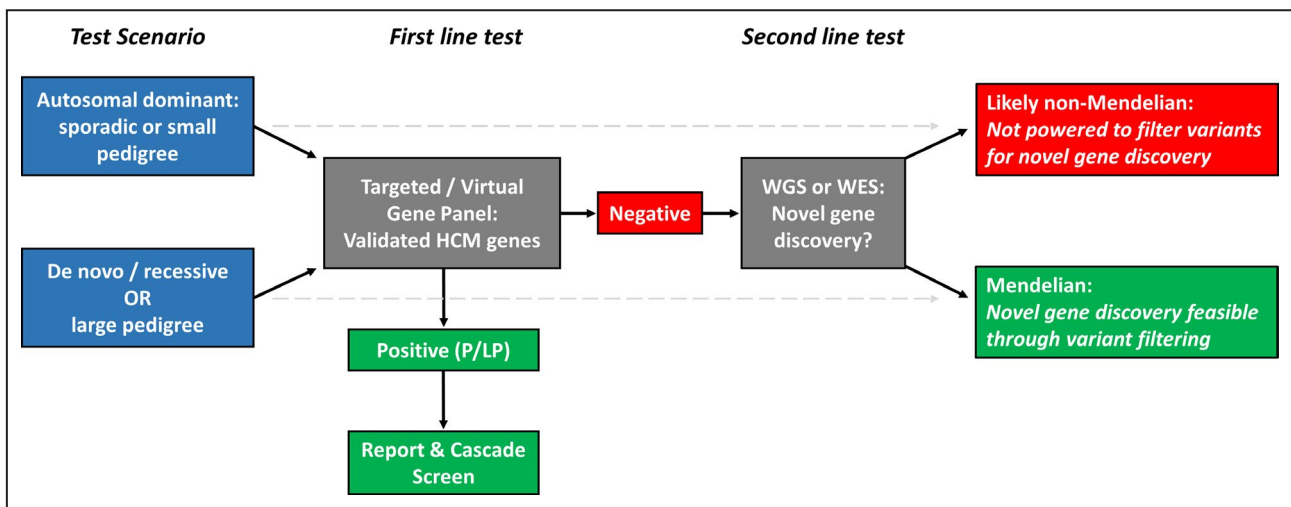 Test Scenario
First line test
Second line test
Autosomal dominant:
sporadic or small
pedigree
De novo / recessive
OR
large pedigree
Targeted / Virtual
Gene Panel:
Validated HCM genes
Negative
Positive (P/LP)
Report & Cascade
Screen
WGS or WES:
Novel gene
discovery?
Likely non-Mendelian:
Not powered to filter variants
for novel gene discovery
Mendelian:
Novel gene discovery feasible
through variant filtering